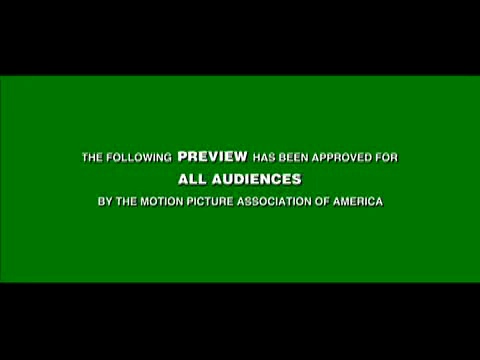 THE FOLLOWING PREVIEW HAS BEEN APPROVED FOR
ALL AUDIENCES
BY THE MOTION PICTURE ASSOCIATION OF AMERICA